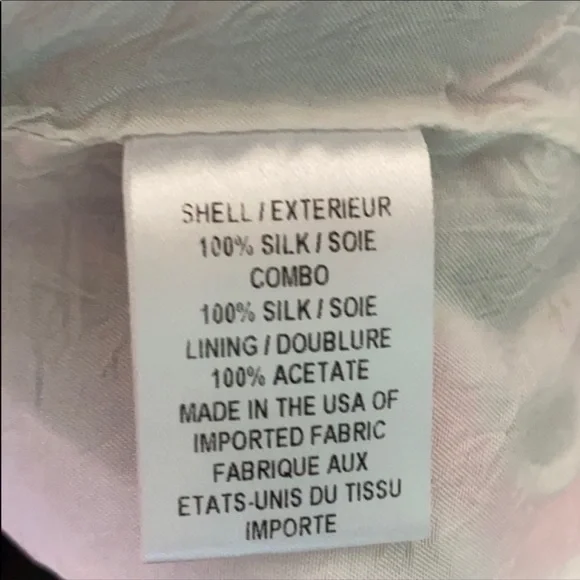 SHELL / EXTERIEUR
100% SILK / SOIE
COMBO
100% SILK / SOIE
LINING / DOUBLURE
100% ACETATE
MADE IN THE USA OF
IMPORTED FABRIC
FABRIQUE AUX
ETATS-UNIS DU TISSU
IMPORTE